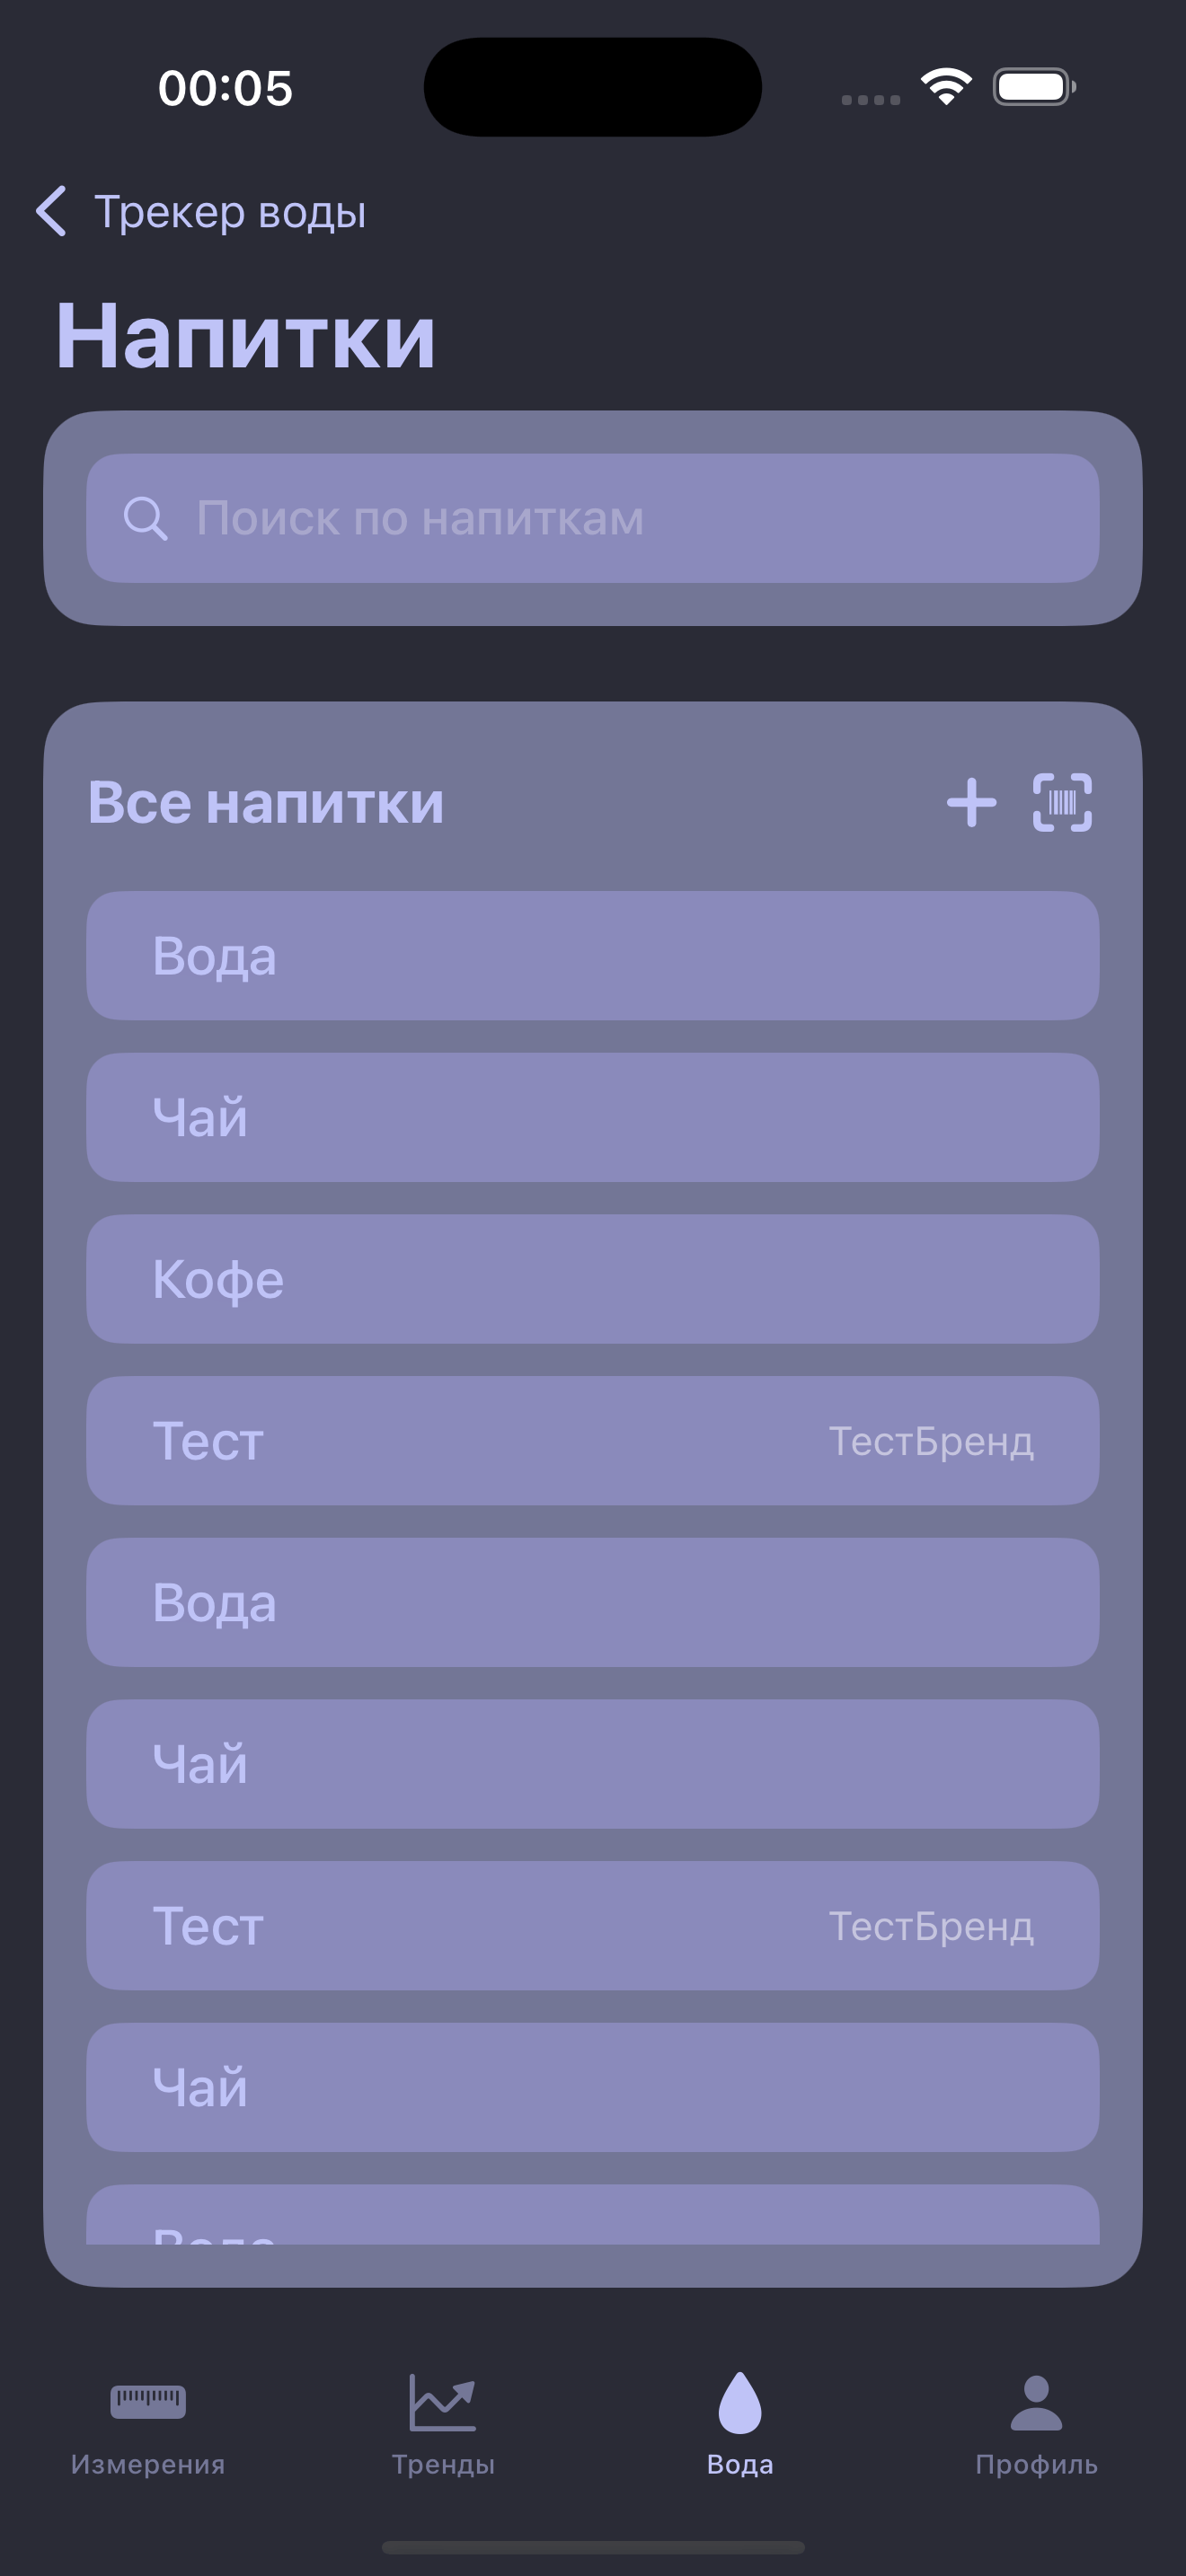 00:05
Трекер воды
Напитки
Поиск по напиткам
Все напитки
Вода
Чай
Кофе
Тест ТестБренд
Вода
Чай
Тест ТестБренд
Чай
Вода
Измерения Тренды Вода Профиль